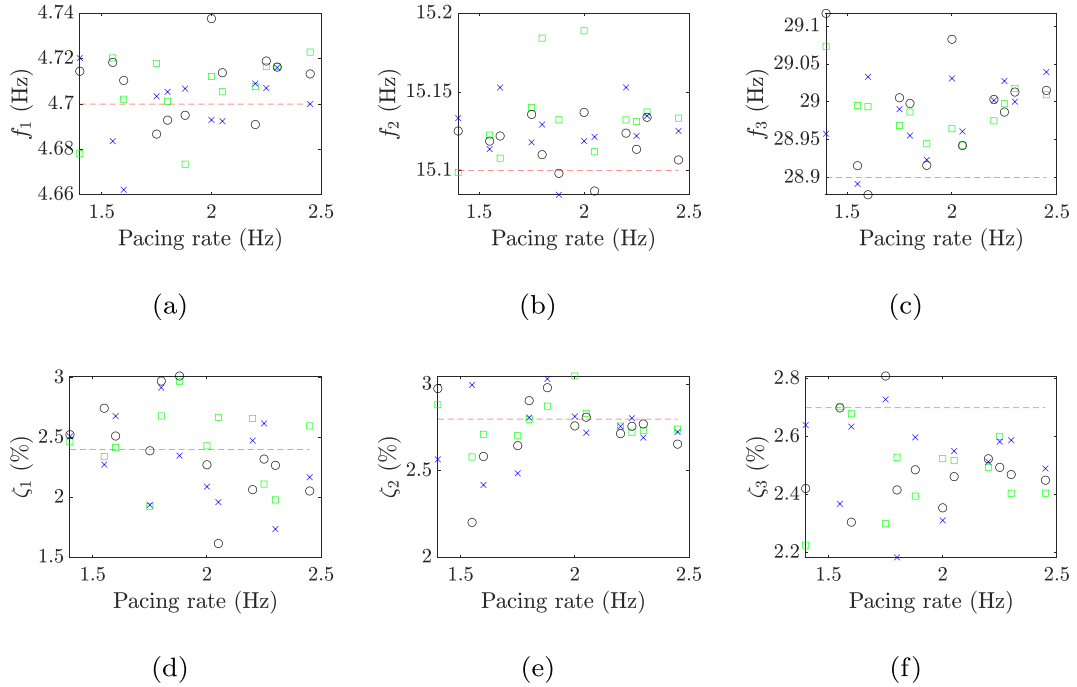 4.74
4.72
4.7
4.68
4.66
f₁ (Hz)
1.5
2
2.5
Pacing rate (Hz)
(a)
15.2
15.15
15.1
f₂ (Hz)
1.5
2
2.5
Pacing rate (Hz)
(b)
29.1
29.05
29
28.95
28.9
f₃ (Hz)
1.5
2
2.5
Pacing rate (Hz)
(c)
3
2.5
2
1.5
ζ₁ (%)
1.5
2
2.5
Pacing rate (Hz)
(d)
3
2.5
2
ζ₂ (%)
1.5
2
2.5
Pacing rate (Hz)
(e)
2.8
2.6
2.4
2.2
ζ₃ (%)
1.5
2
2.5
Pacing rate (Hz)
(f)